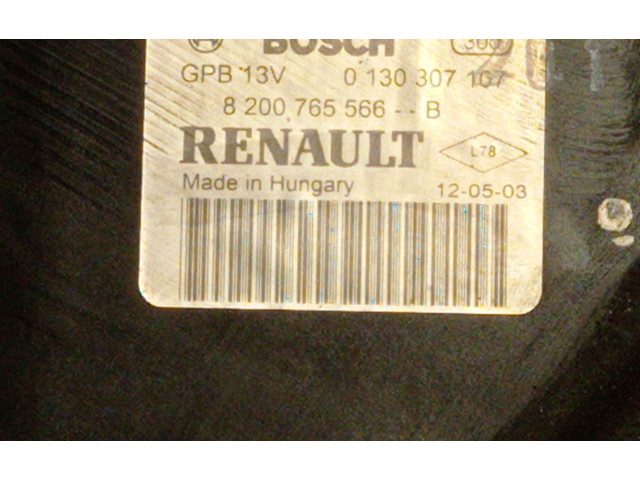 BOSCH 300
GPB 13V 0 130 307 107
8 200 765 566 -- B
RENAULT L78
Made in Hungary 12-05-03